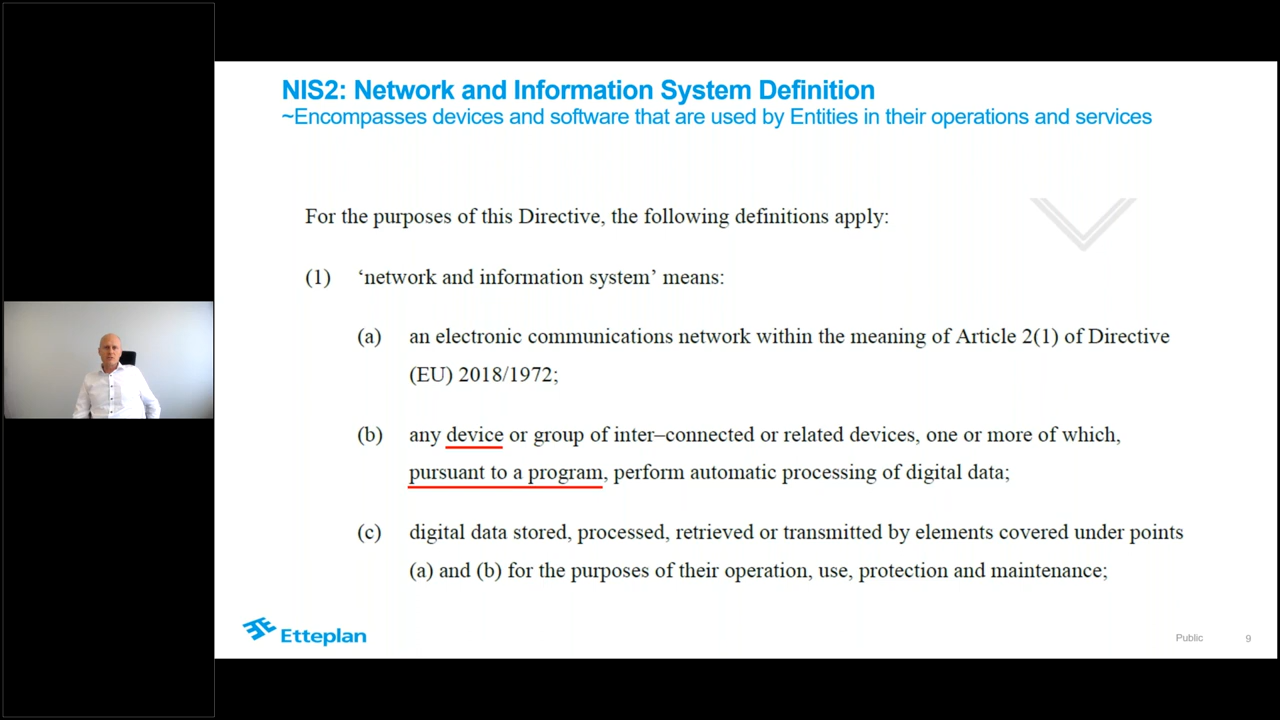 NIS2: Network and Information System Definition
~Encompasses devices and software that are used by Entities in their operations and services
For the purposes of this Directive, the following definitions apply:
(1) ‘network and information system’ means:
(a) an electronic communications network within the meaning of Article 2(1) of Directive
(EU) 2018/1972;
(b) any device or group of inter–connected or related devices, one or more of which,
pursuant to a program, perform automatic processing of digital data;
(c) digital data stored, processed, retrieved or transmitted by elements covered under points
(a) and (b) for the purposes of their operation, use, protection and maintenance;
Etteplan
Public 9